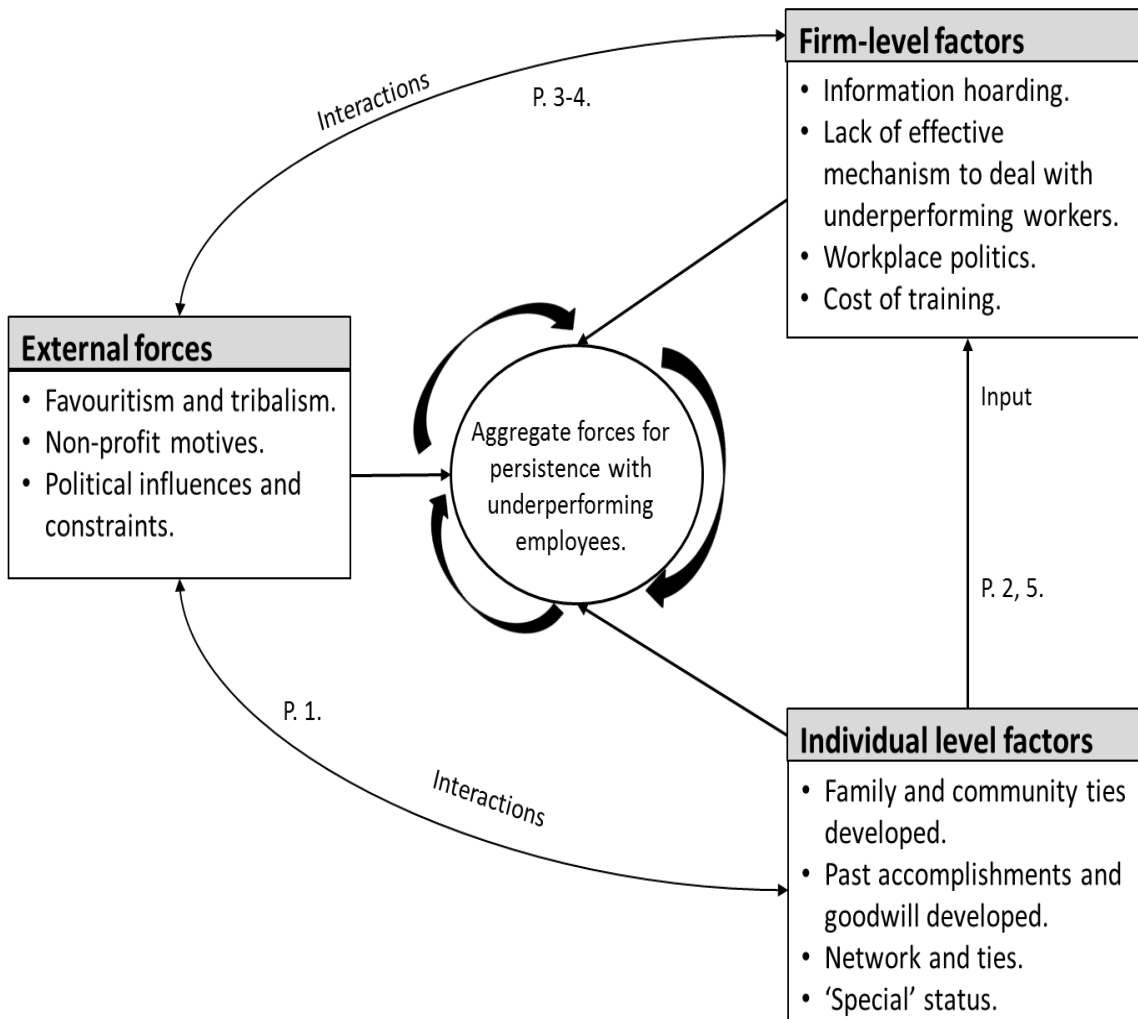 Firm-level factors
• Information hoarding.
• Lack of effective
mechanism to deal with
underperforming workers.
• Workplace politics.
• Cost of training.
Interactions
P. 3-4.
External forces
• Favouritism and tribalism.
• Non-profit motives.
• Political influences and
constraints.
Aggregate forces for
persistence with
underperforming
employees.
Input
P. 2, 5.
P. 1.
Interactions
Individual level factors
• Family and community ties
developed.
• Past accomplishments and
goodwill developed.
• Network and ties.
• ‘Special’ status.